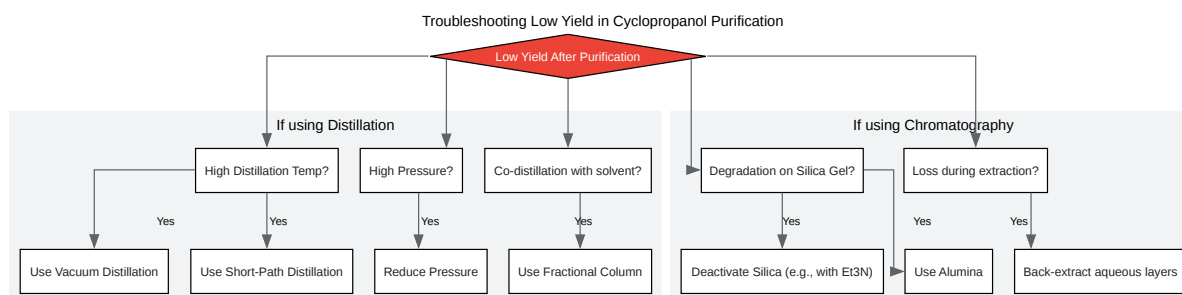 Troubleshooting Low Yield in Cyclopropanol Purification
Low Yield After Purification
If using Distillation
If using Chromatography
High Distillation Temp?
High Pressure?
Co-distillation with solvent?
Degradation on Silica Gel?
Loss during extraction?
Yes
Yes
Yes
Yes
Yes
Yes
Yes
Use Vacuum Distillation
Use Short-Path Distillation
Reduce Pressure
Use Fractional Column
Deactivate Silica (e.g., with Et3N)
Use Alumina
Back-extract aqueous layers